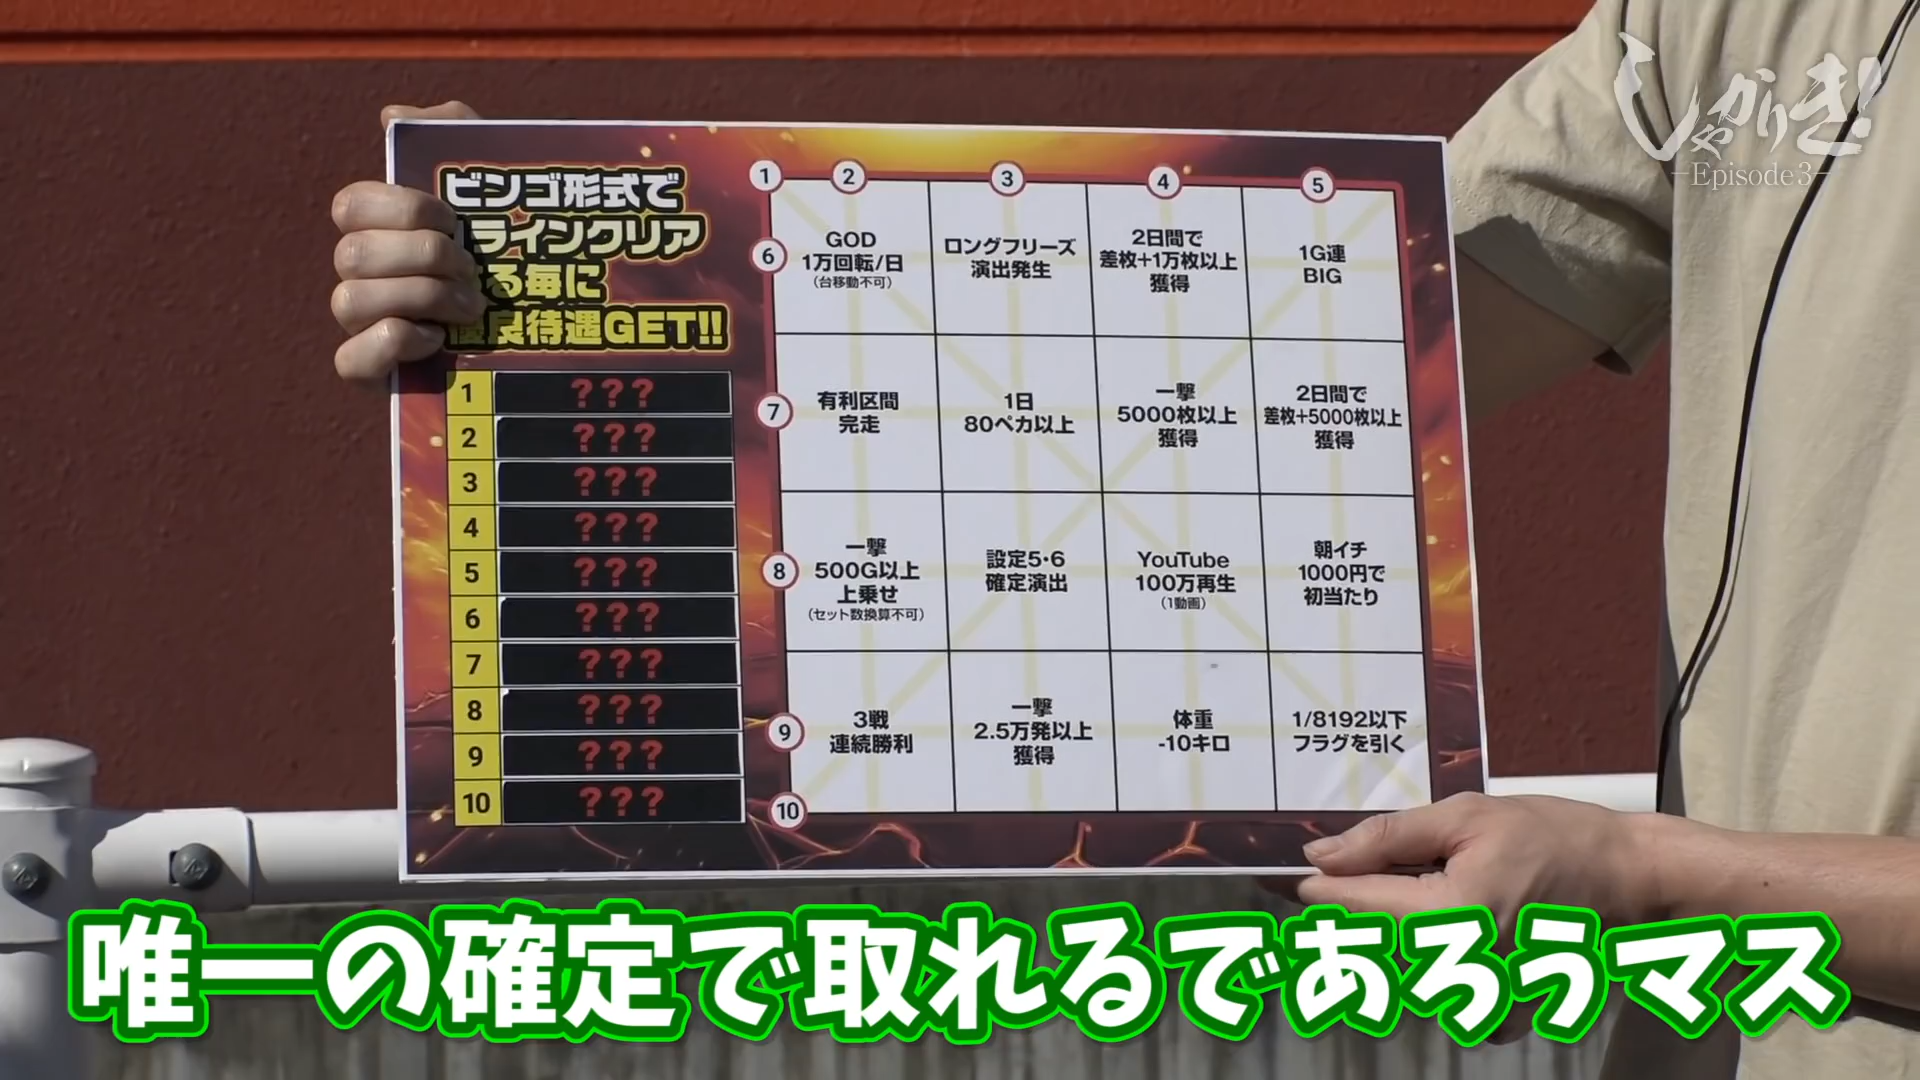 しゃかりき!
-Episode3-
ビンゴ形式で
ラインクリア
る毎に
優良待遇GET!!
1 ???
2 ???
3 ???
4 ???
5 ???
6 ???
7 ???
8 ???
9 ???
10 ???
1 2 3 4 5
6
GOD
1万回転/日
(台移動不可)
ロングフリーズ
演出発生
2日間で
差枚+1万枚以上
獲得
1G連
BIG
7
有利区間
完走
1日
80ペカ以上
一撃
5000枚以上
獲得
2日間で
差枚+5000枚以上
獲得
8
一撃
500G以上
上乗せ
(セット数換算不可)
設定5・6
確定演出
YouTube
100万再生
(1動画)
朝イチ
1000円で
初当たり
9
3戦
連続勝利
一撃
2.5万発以上
獲得
体重
-10キロ
1/8192以下
フラグを引く
10
唯一の確定で取れるであろうマス